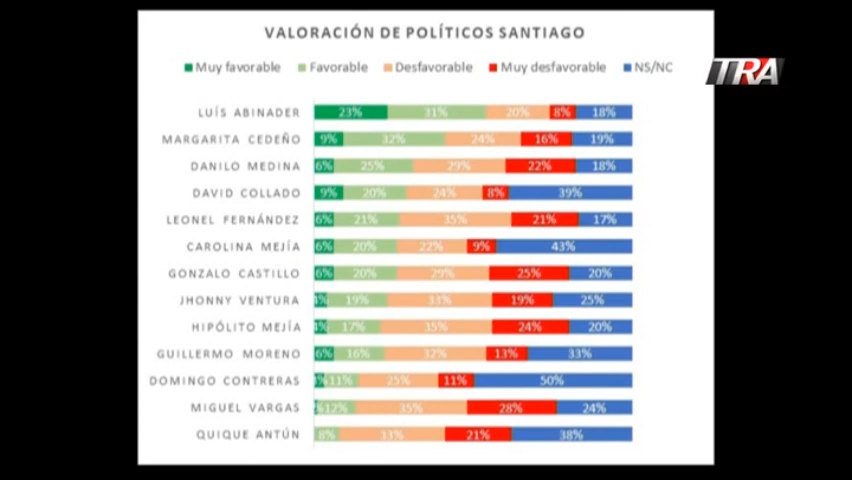 VALORACIÓN DE POLÍTICOS SANTIAGO
TRA
Muy favorable Favorable Desfavorable Muy desfavorable NS/NC
LUÍS ABINADER 23% 31% 20% 8% 18%
MARGARITA CEDEÑO 9% 32% 24% 16% 19%
DANILO MEDINA 6% 25% 29% 22% 18%
DAVID COLLADO 9% 20% 24% 8% 39%
LEONEL FERNÁNDEZ 6% 21% 35% 21% 17%
CAROLINA MEJÍA 6% 20% 22% 9% 43%
GONZALO CASTILLO 6% 20% 29% 25% 20%
JHONNY VENTURA 4% 19% 33% 19% 25%
HIPÓLITO MEJÍA 4% 17% 35% 24% 20%
GUILLERMO MORENO 6% 16% 32% 13% 33%
DOMINGO CONTRERAS 11% 25% 11% 50%
MIGUEL VARGAS 12% 35% 28% 24%
QUIQUE ANTÚN 8% 33% 21% 38%